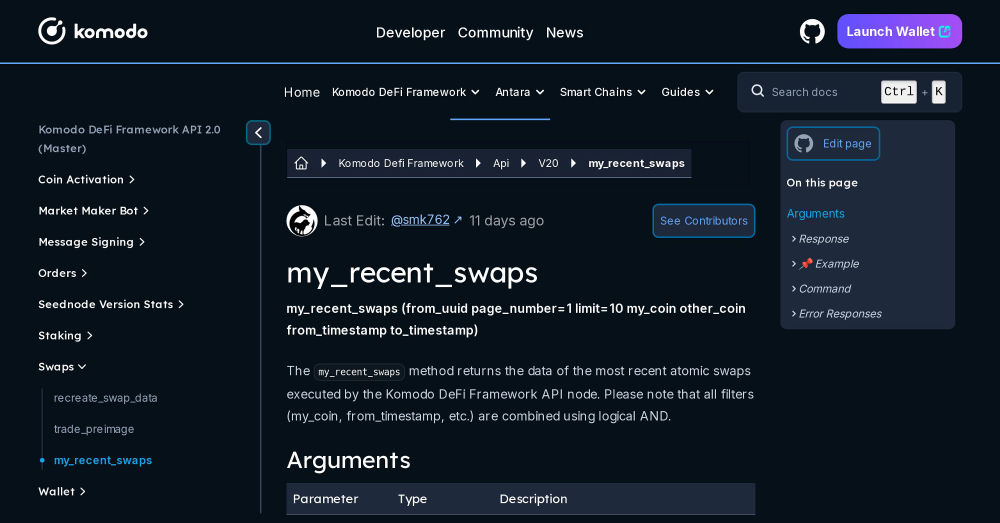 komodo
Developer Community News
Launch Wallet
Home Komodo DeFi Framework Antara Smart Chains Guides
Search docs Ctrl + K
Komodo DeFi Framework API 2.0
(Master)
Coin Activation
Market Maker Bot
Message Signing
Orders
Seednode Version Stats
Staking
Swaps
recreate_swap_data
trade_preimage
my_recent_swaps
Wallet
Komodo Defi Framework Api V20 my_recent_swaps
Last Edit: @smk762 ↗ 11 days ago
See Contributors
my_recent_swaps
my_recent_swaps (from_uuid page_number=1 limit=10 my_coin other_coin
from_timestamp to_timestamp)
The my_recent_swaps method returns the data of the most recent atomic swaps
executed by the Komodo DeFi Framework API node. Please note that all filters
(my_coin, from_timestamp, etc.) are combined using logical AND.
Arguments
Parameter Type Description
Edit page
On this page
Arguments
Response
📌 Example
Command
Error Responses